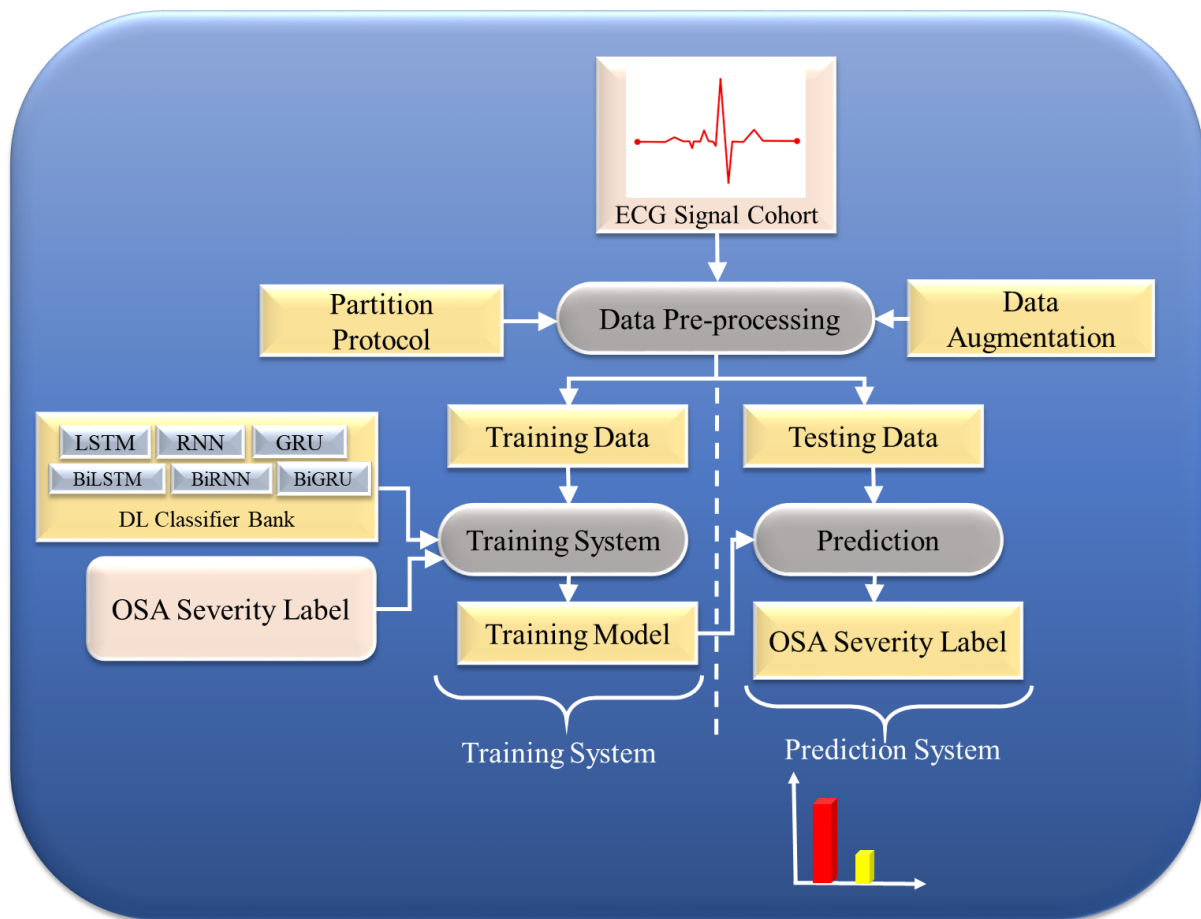 ECG Signal Cohort
Partition
Protocol
Data Pre-processing
Data
Augmentation
Training Data
Testing Data
LSTM
RNN
GRU
BiLSTM
BiRNN
BiGRU
DL Classifier Bank
Training System
Prediction
OSA Severity Label
Training Model
OSA Severity Label
Training System
Prediction System